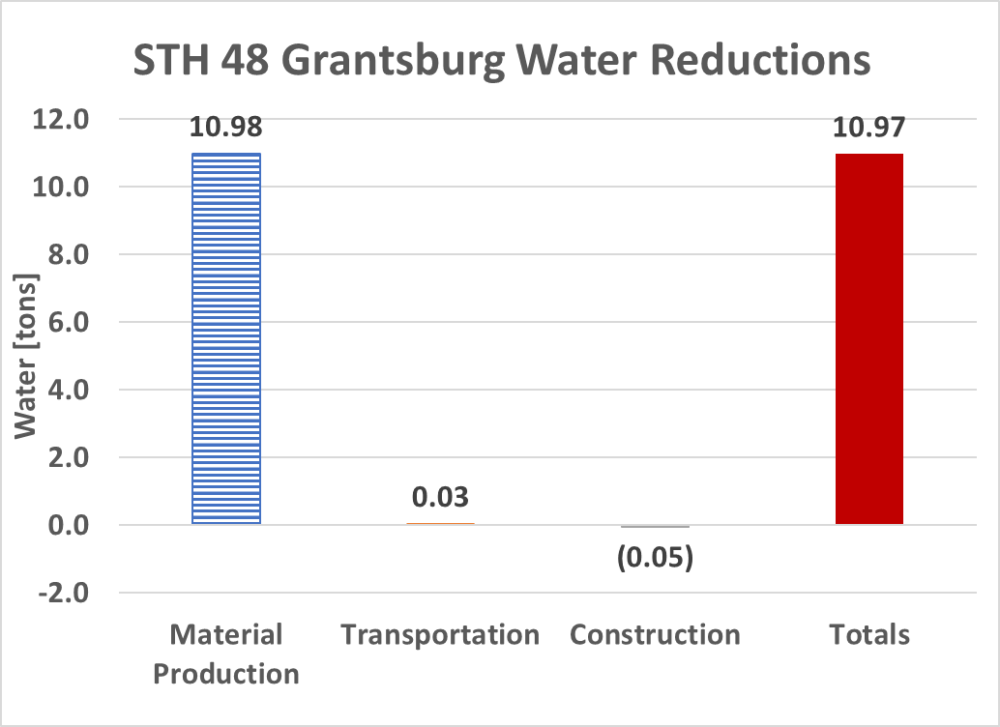 STH 48 Grantsburg Water Reductions
12.0
10.0
8.0
6.0
4.0
2.0
0.0
-2.0
Water [tons]
10.98
0.03
(0.05)
10.97
Material
Production
Transportation
Construction
Totals